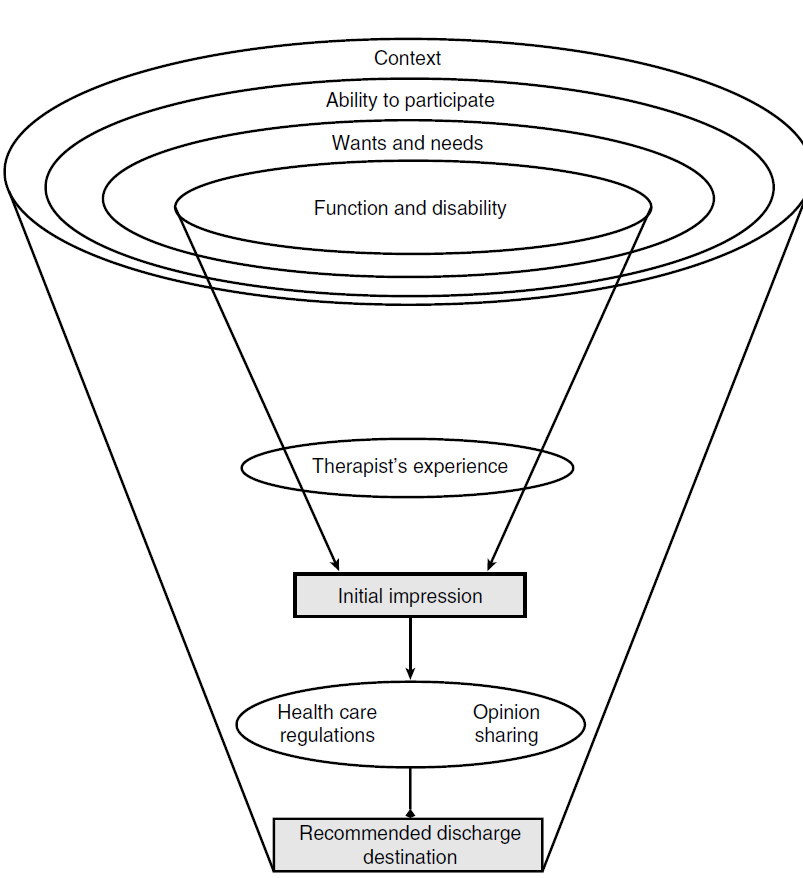 Context
Ability to participate
Wants and needs
Function and disability
Therapist's experience
Initial impression
Health care
regulations
Opinion
sharing
Recommended discharge
destination